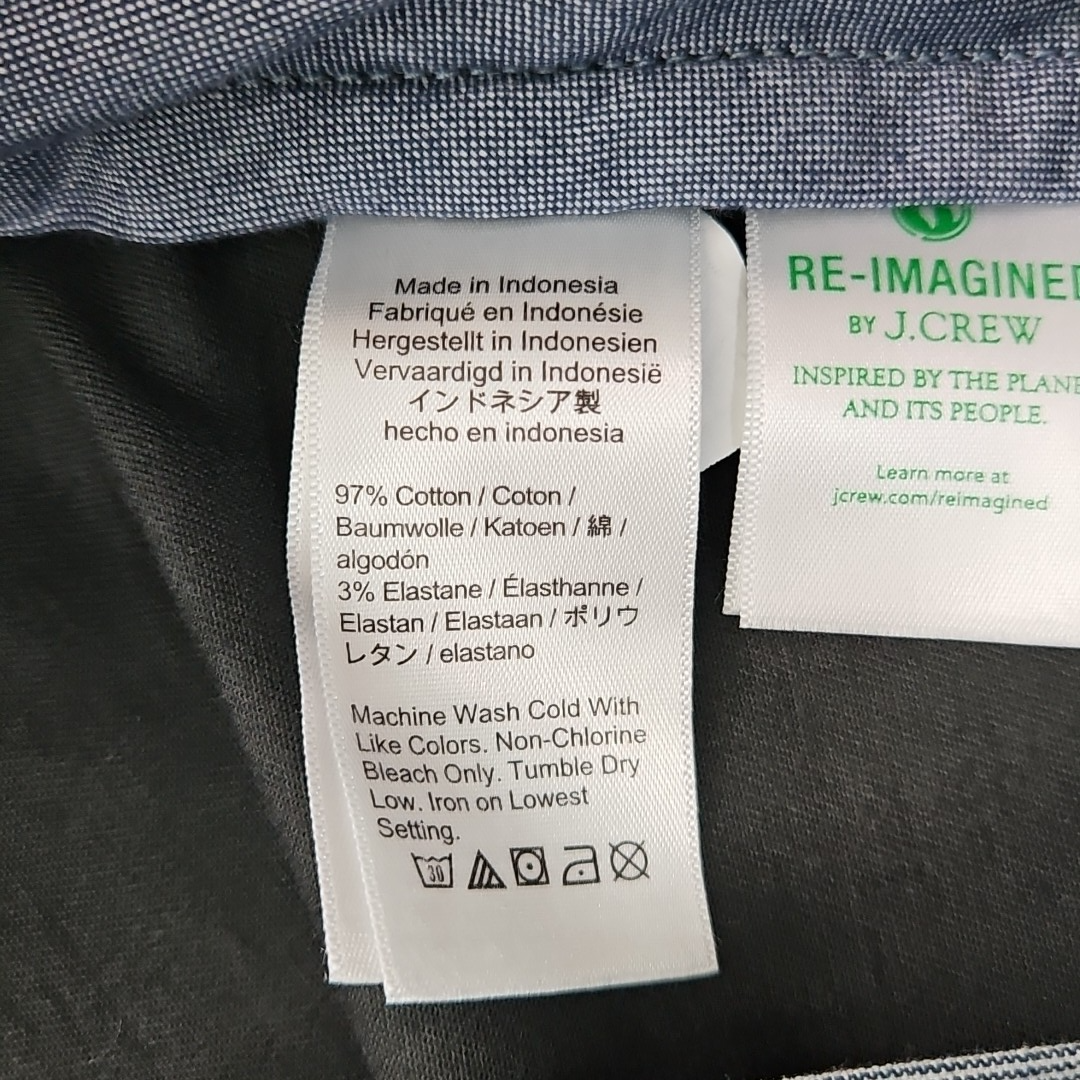 Made in Indonesia
Fabriqué en Indonésie
Hergestellt in Indonesien
Vervaardigd in Indonesië
インドネシア製
hecho en indonesia
97% Cotton / Coton /
Baumwolle / Katoen / 綿 /
algodón
3% Elastane / Élasthanne /
Elastan / Elastaan / ポリウ
レタン / elastano
Machine Wash Cold With
Like Colors. Non-Chlorine
Bleach Only. Tumble Dry
Low. Iron on Lowest
Setting.
30
RE-IMAGINED
BY J.CREW
INSPIRED BY THE PLANE
AND ITS PEOPLE.
Learn more at
jcrew.com/reimagined